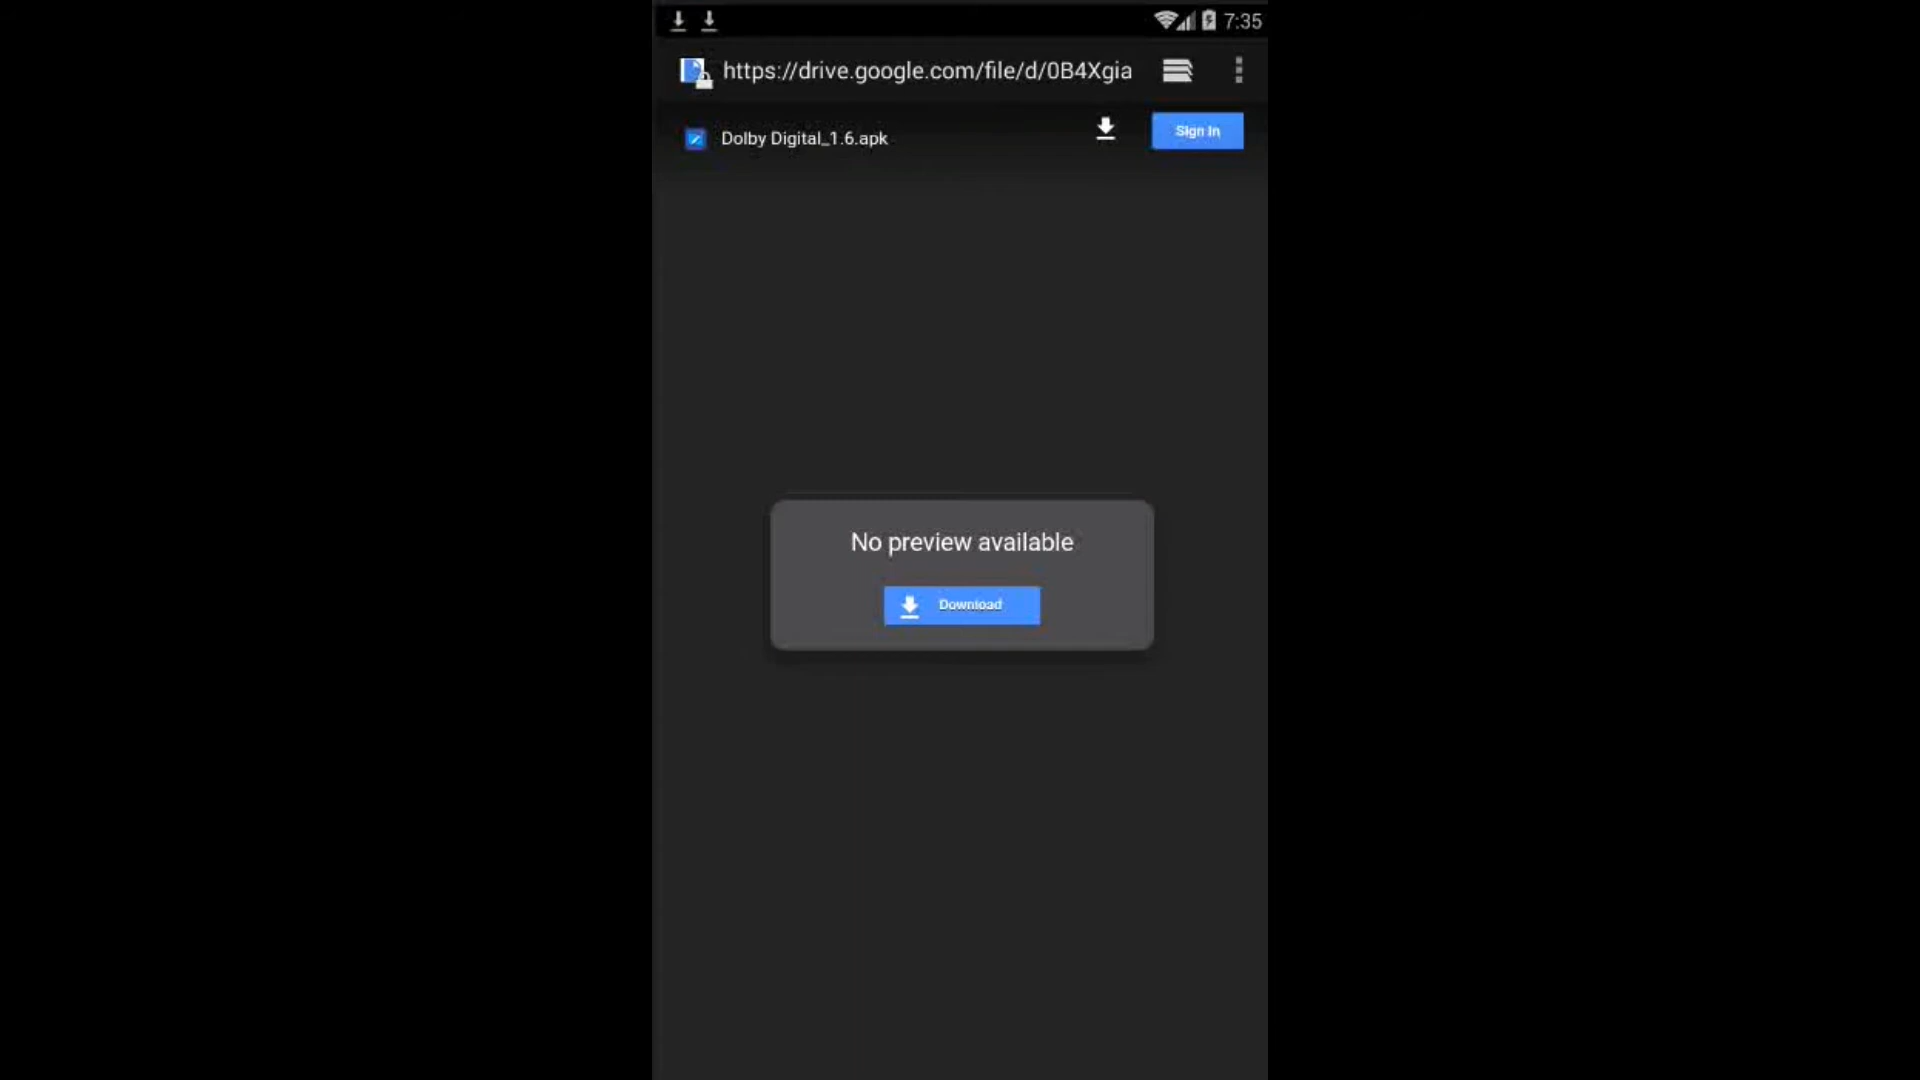 7:35
https://drive.google.com/file/d/0B4Xgia
Dolby Digital_1.6.apk
Sign In
No preview available
Download